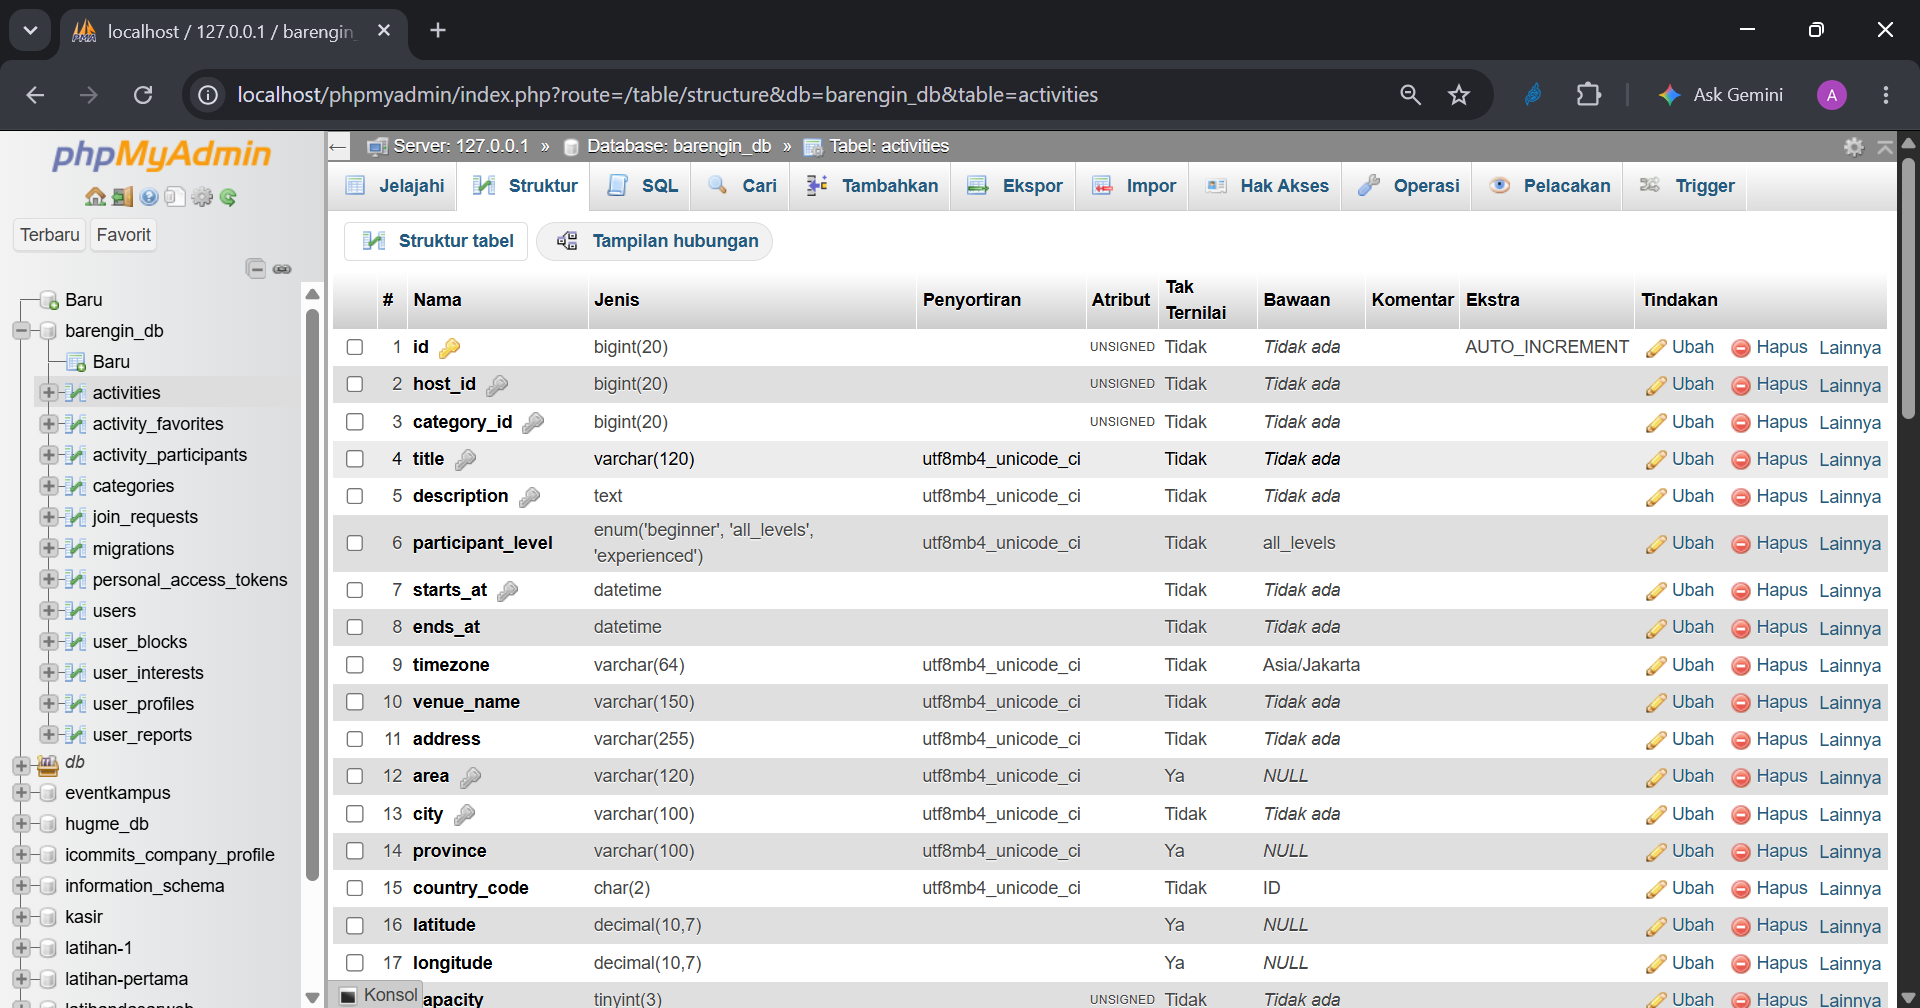 localhost / 127.0.0.1 / barengin_
localhost/phpmyadmin/index.php?route=/table/structure&db=barengin_db&table=activities
Ask Gemini
A
phpMyAdmin
Terbaru Favorit
Baru
barengin_db
Baru
activities
activity_favorites
activity_participants
categories
join_requests
migrations
personal_access_tokens
users
user_blocks
user_interests
user_profiles
user_reports
db
eventkampus
hugme_db
icommits_company_profile
information_schema
kasir
latihan-1
latihan-pertama
Server: 127.0.0.1 » Database: barengin_db » Tabel: activities
Jelajahi Struktur SQL Cari Tambahkan Ekspor Impor Hak Akses Operasi Pelacakan Trigger
Struktur tabel Tampilan hubungan
# Nama Jenis Penyortiran Atribut Tak Ternilai Bawaan Komentar Ekstra Tindakan
1 id bigint(20) UNSIGNED Tidak Tidak ada AUTO_INCREMENT Ubah Hapus Lainnya
2 host_id bigint(20) UNSIGNED Tidak Tidak ada Ubah Hapus Lainnya
3 category_id bigint(20) UNSIGNED Tidak Tidak ada Ubah Hapus Lainnya
4 title varchar(120) utf8mb4_unicode_ci Tidak Tidak ada Ubah Hapus Lainnya
5 description text utf8mb4_unicode_ci Tidak Tidak ada Ubah Hapus Lainnya
6 participant_level enum('beginner', 'all_levels', 'experienced') utf8mb4_unicode_ci Tidak all_levels Ubah Hapus Lainnya
7 starts_at datetime Tidak Tidak ada Ubah Hapus Lainnya
8 ends_at datetime Tidak Tidak ada Ubah Hapus Lainnya
9 timezone varchar(64) utf8mb4_unicode_ci Tidak Asia/Jakarta Ubah Hapus Lainnya
10 venue_name varchar(150) utf8mb4_unicode_ci Tidak Tidak ada Ubah Hapus Lainnya
11 address varchar(255) utf8mb4_unicode_ci Tidak Tidak ada Ubah Hapus Lainnya
12 area varchar(120) utf8mb4_unicode_ci Ya NULL Ubah Hapus Lainnya
13 city varchar(100) utf8mb4_unicode_ci Tidak Tidak ada Ubah Hapus Lainnya
14 province varchar(100) utf8mb4_unicode_ci Ya NULL Ubah Hapus Lainnya
15 country_code char(2) utf8mb4_unicode_ci Tidak ID Ubah Hapus Lainnya
16 latitude decimal(10,7) Ya NULL Ubah Hapus Lainnya
17 longitude decimal(10,7) Ya NULL Ubah Hapus Lainnya
apacity tinyint(3) UNSIGNED Tidak Tidak ada Ubah Hapus Lainnya
Konsol